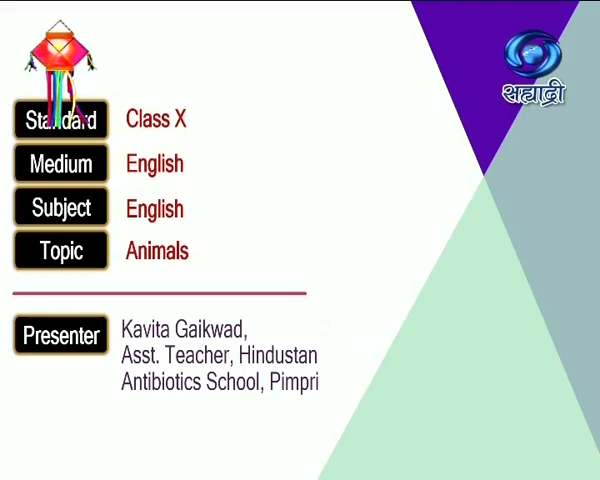 सह्याद्री
Standard Class X
Medium English
Subject English
Topic Animals
Presenter Kavita Gaikwad,
Asst. Teacher, Hindustan
Antibiotics School, Pimpri